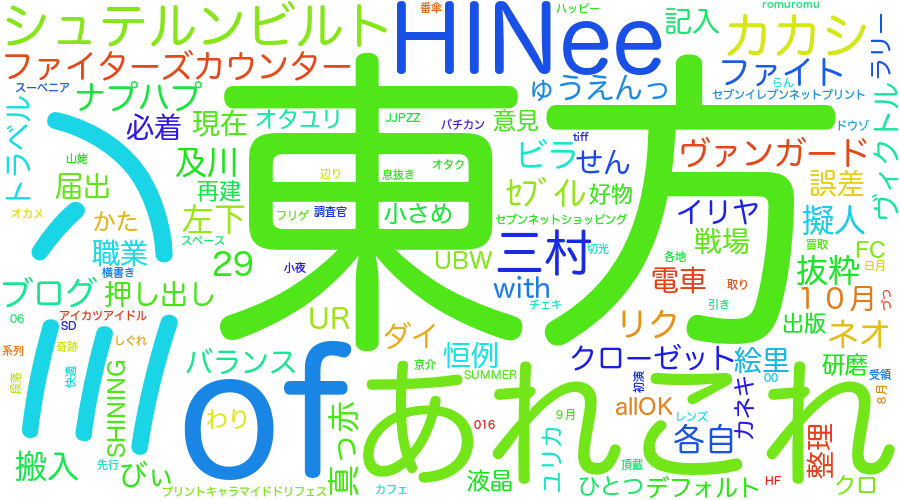 シュテルンビルト
HINee
番傘
ハッピー
romuromu
記入
カカシ
ラリー
ファイターズカウンター
ファイト
スーベニア
ナプハプ
ゅうえんっ
らん
セブンイレブンネットプリント
トラベル
必着
現在
オタユリ
JJPZZ
バチカン
意見
ドウゾ
ヴィクトル
東方
tiff
山姥
及川
ビラ
せん
ヴァンガード
届出
再建
辺り
息抜き
オタク
ｾﾌﾞｲﾚ
好物
誤差
オカメ
かた
左下
フリゲ
調査官
小さめ
セブンネットショッピング
イリヤ
擬人
職業
スペース
三村
切光
戦場
買取
FC
横書き
29
小夜
UBW
各地
日月
抜粋
ブログ
押し出し
with
チェキ
電車
取り
１０月
06
アイカツアイドル
SD
UR
ダイ
リク
引き
出版
ネオ
系列
奇跡
しぐれ
バランス
恒例
クローゼット
絵里
研磨
段落
快適
SHINING
of
京介
SUMMER
初演
00
受領
わり
あれこれ
allOK
カネキ
8月
真っ赤
016
９月
レンズ
各自
整理
搬入
先行
びぃ
液晶
ユリカ
頂戴
HF
プリントキャラマイドドリフェス
カフェ
ひとつ
デフォルト
クロ